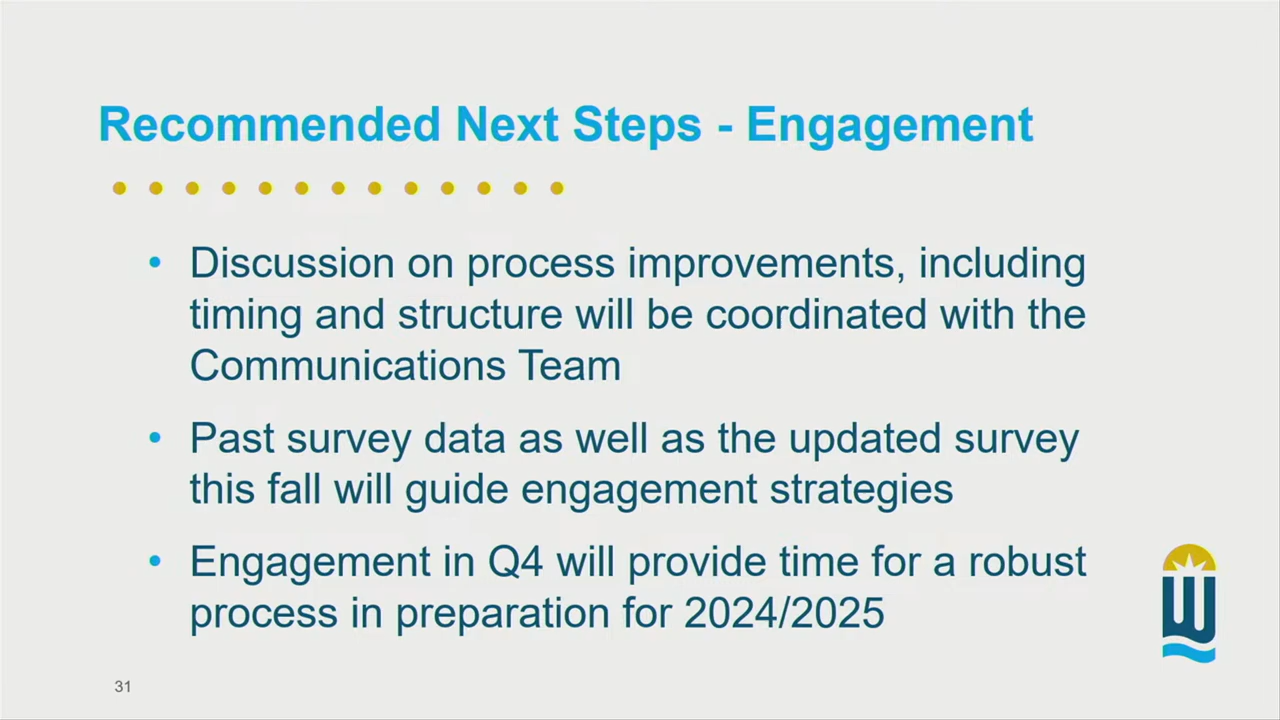 Recommended Next Steps - Engagement
• Discussion on process improvements, including
timing and structure will be coordinated with the
Communications Team
• Past survey data as well as the updated survey
this fall will guide engagement strategies
• Engagement in Q4 will provide time for a robust
process in preparation for 2024/2025
W
31